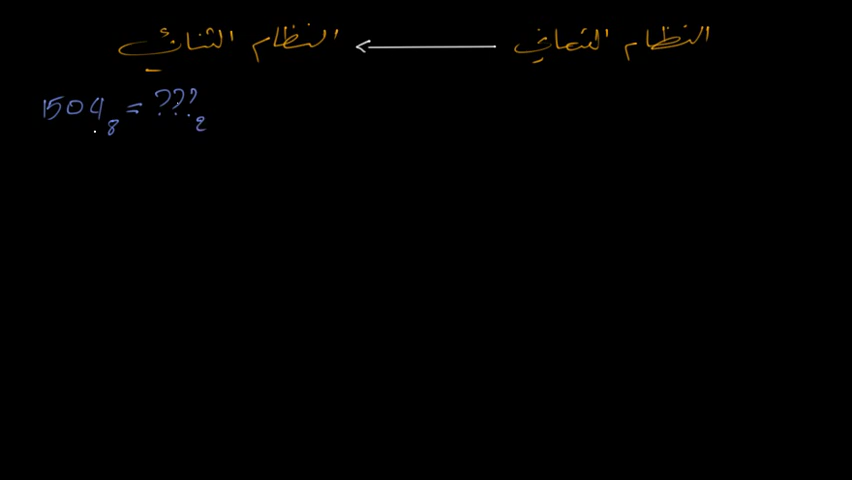 النظام الثماني ← النظام الثنائي
1504₈ = ???₂